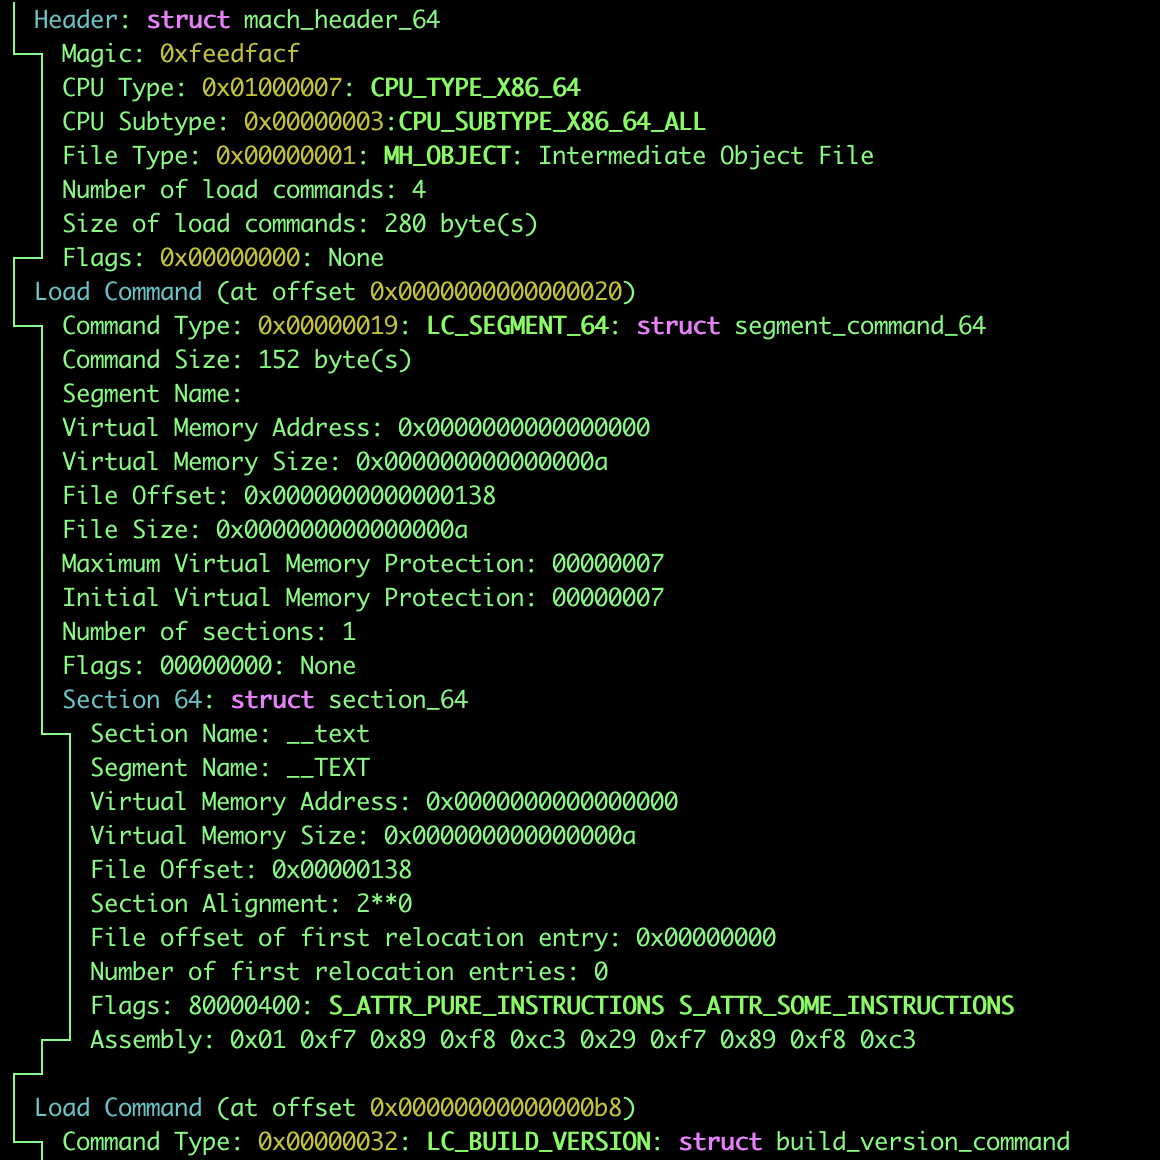 Header: struct mach_header_64
Magic: 0xfeedfacf
CPU Type: 0x01000007: CPU_TYPE_X86_64
CPU Subtype: 0x00000003:CPU_SUBTYPE_X86_64_ALL
File Type: 0x00000001: MH_OBJECT: Intermediate Object File
Number of load commands: 4
Size of load commands: 280 byte(s)
Flags: 0x00000000: None
Load Command (at offset 0x0000000000000020)
Command Type: 0x00000019: LC_SEGMENT_64: struct segment_command_64
Command Size: 152 byte(s)
Segment Name:
Virtual Memory Address: 0x0000000000000000
Virtual Memory Size: 0x000000000000000a
File Offset: 0x0000000000000138
File Size: 0x000000000000000a
Maximum Virtual Memory Protection: 00000007
Initial Virtual Memory Protection: 00000007
Number of sections: 1
Flags: 00000000: None
Section 64: struct section_64
Section Name: __text
Segment Name: __TEXT
Virtual Memory Address: 0x0000000000000000
Virtual Memory Size: 0x000000000000000a
File Offset: 0x00000138
Section Alignment: 2**0
File offset of first relocation entry: 0x00000000
Number of first relocation entries: 0
Flags: 80000400: S_ATTR_PURE_INSTRUCTIONS S_ATTR_SOME_INSTRUCTIONS
Assembly: 0x01 0xf7 0x89 0xf8 0xc3 0x29 0xf7 0x89 0xf8 0xc3
Load Command (at offset 0x00000000000000b8)
Command Type: 0x00000032: LC_BUILD_VERSION: struct build_version_command